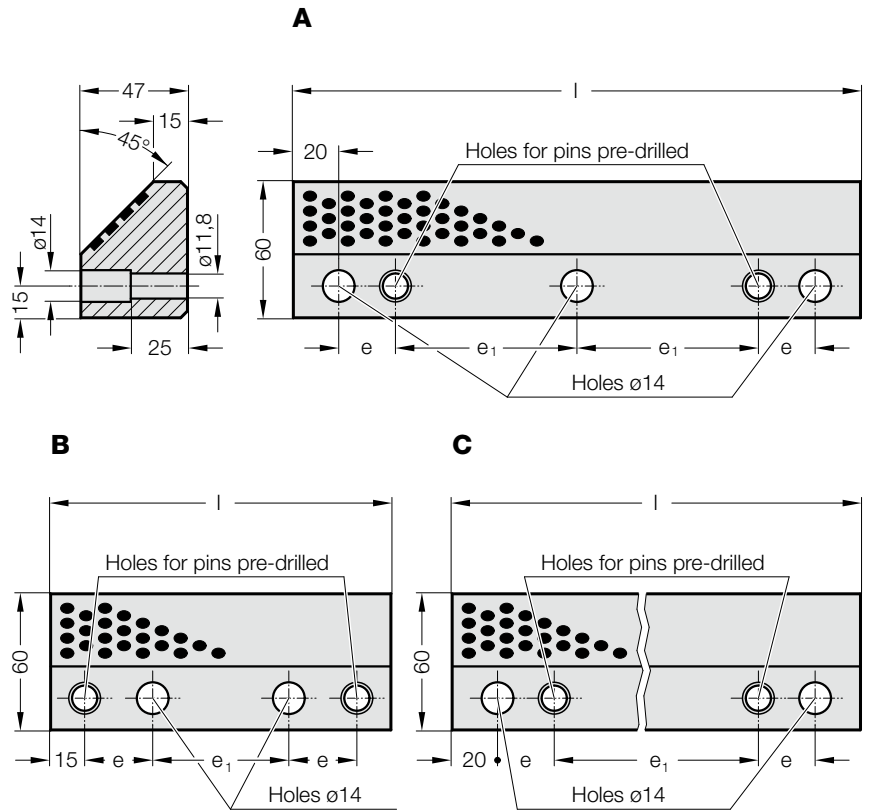 A
47
15
45°
ø14
ø11,8
15
25
l
20
Holes for pins pre-drilled
60
e
e₁
e₁
e
Holes ø14
B
l
Holes for pins pre-drilled
60
15
e
e₁
e
Holes ø14
C
l
Holes for pins pre-drilled
60
20
e
e₁
e
Holes ø14